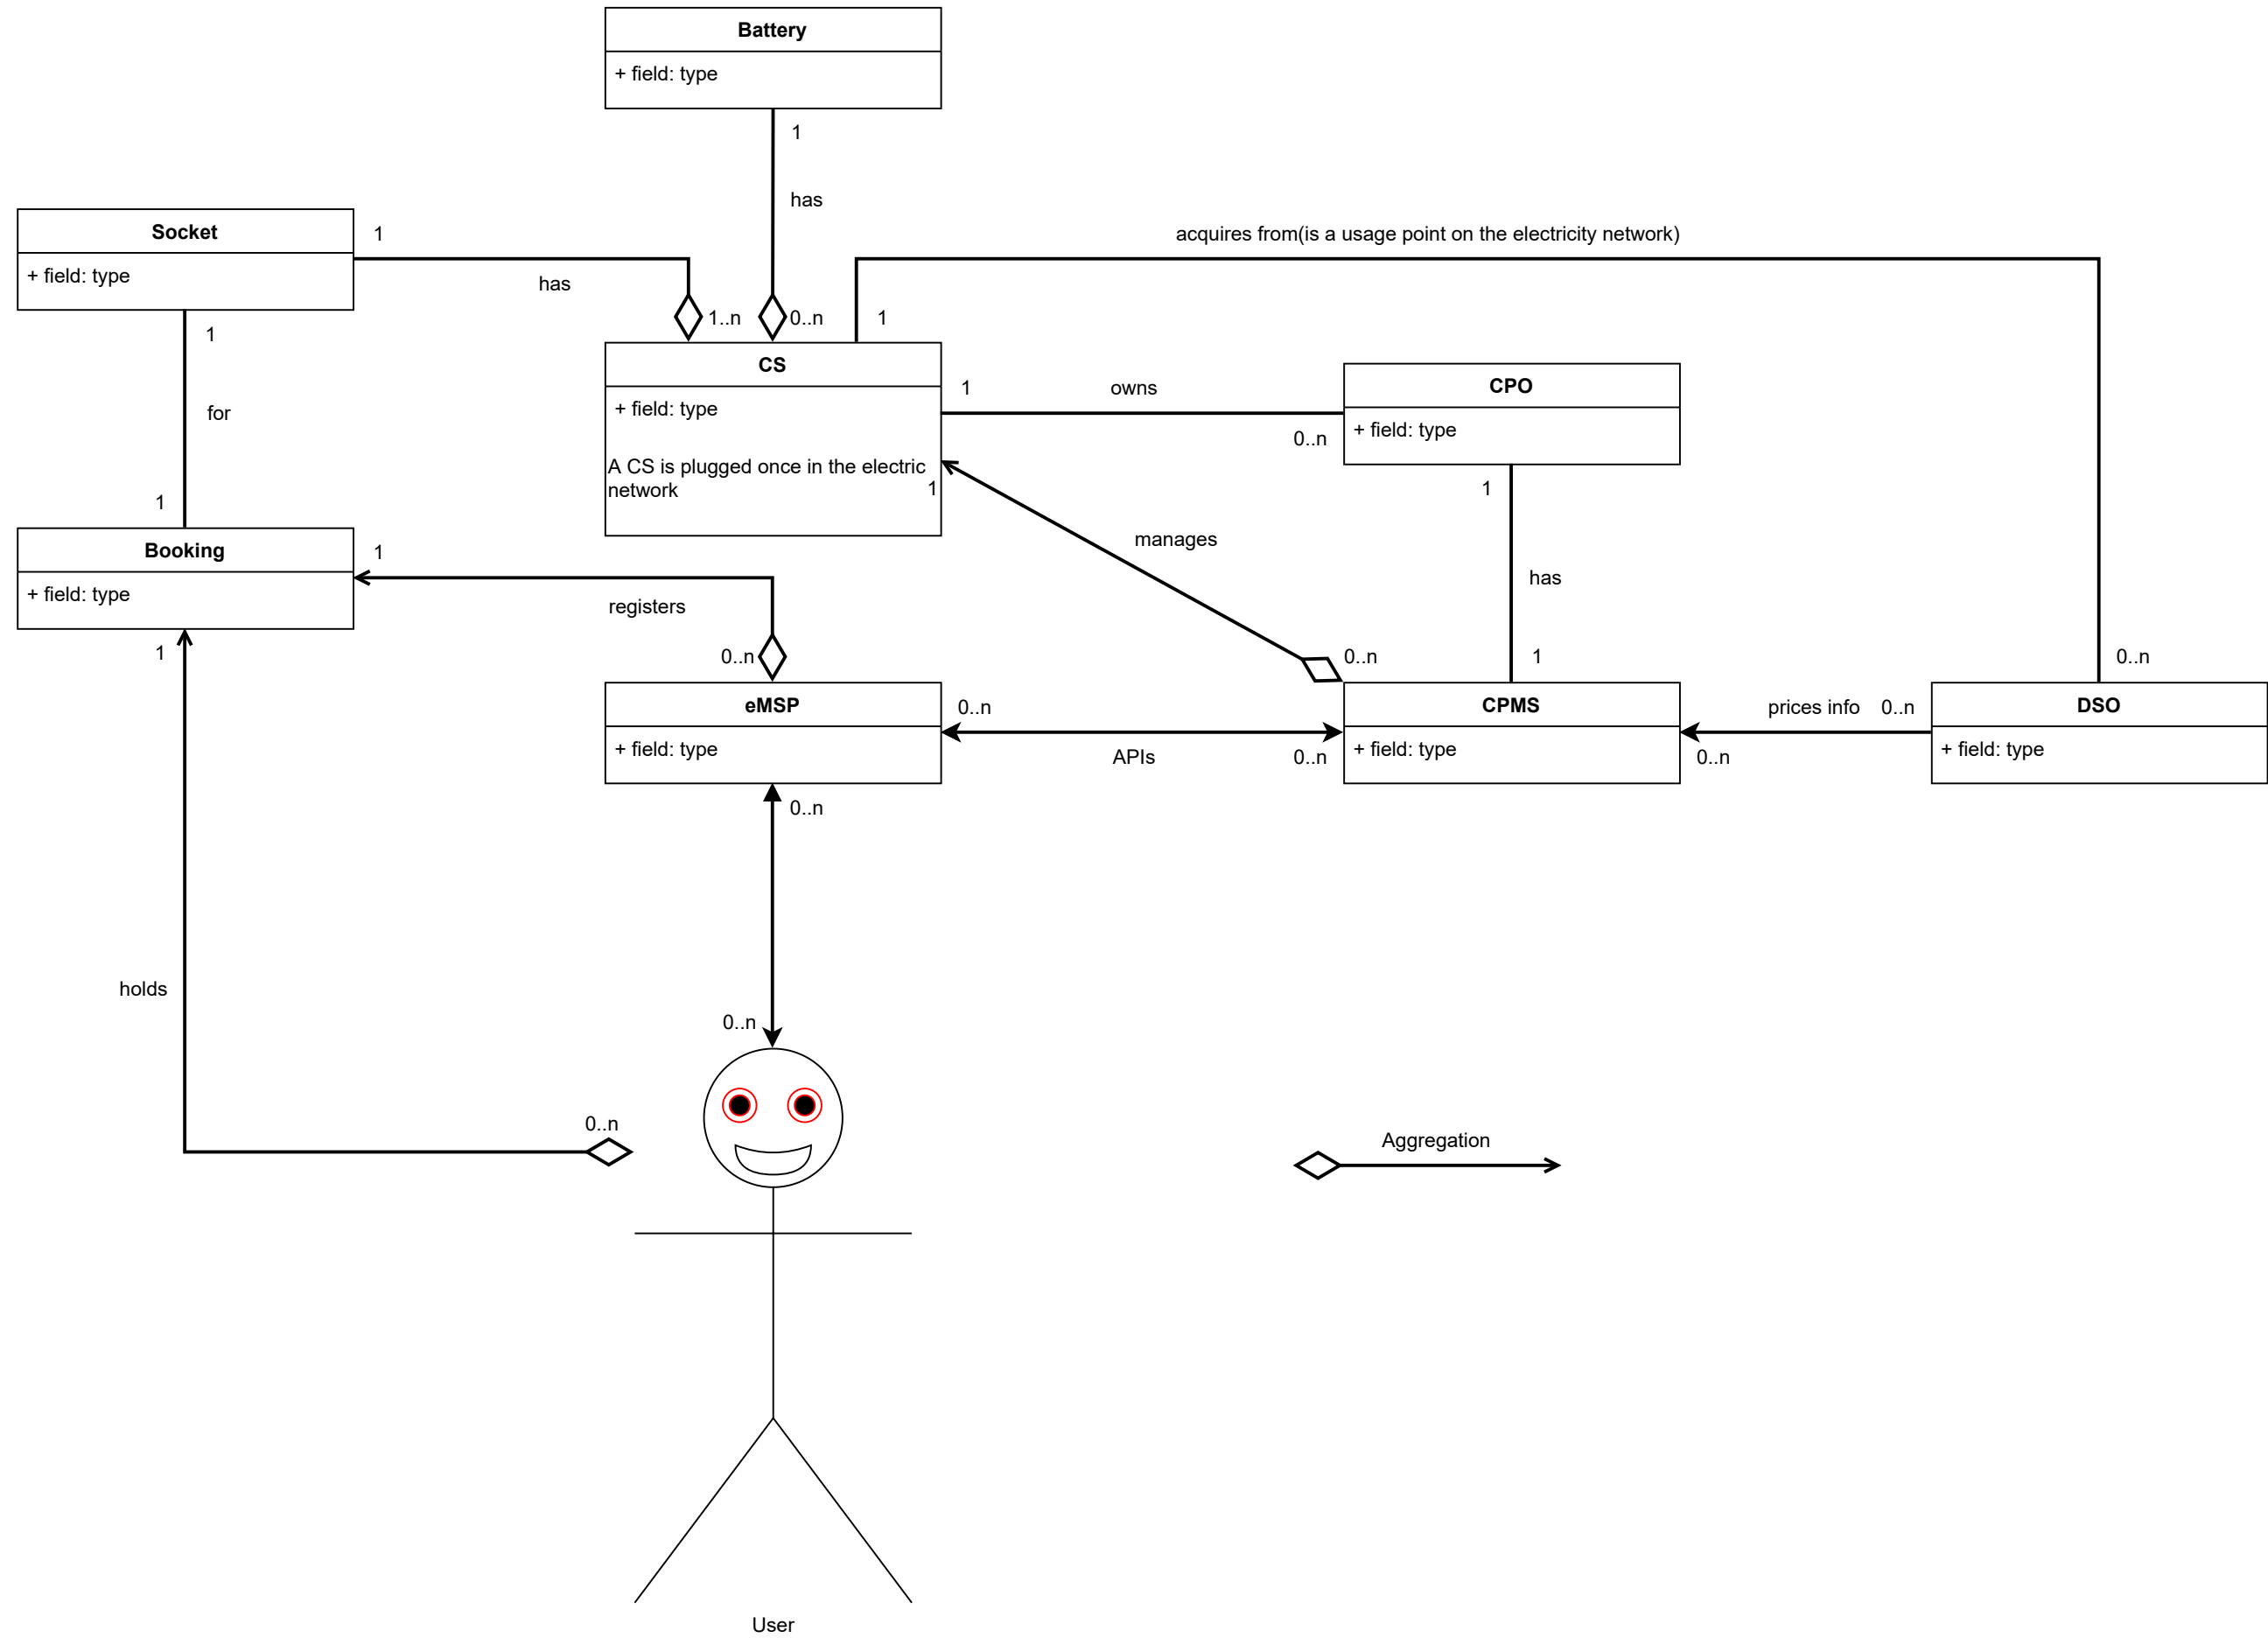 Battery
+ field: type
1
has
Socket
+ field: type
1
has
acquires from(is a usage point on the electricity network)
1..n
0..n
1
1
for
1
CS
+ field: type
A CS is plugged once in the electric
network
1
owns
0..n
1
CPO
+ field: type
1
has
1
manages
0..n
Booking
+ field: type
1
registers
0..n
1
eMSP
+ field: type
0..n
APIs
0..n
CPMS
+ field: type
prices info
0..n
0..n
0..n
DSO
+ field: type
0..n
0..n
holds
0..n
Aggregation
User